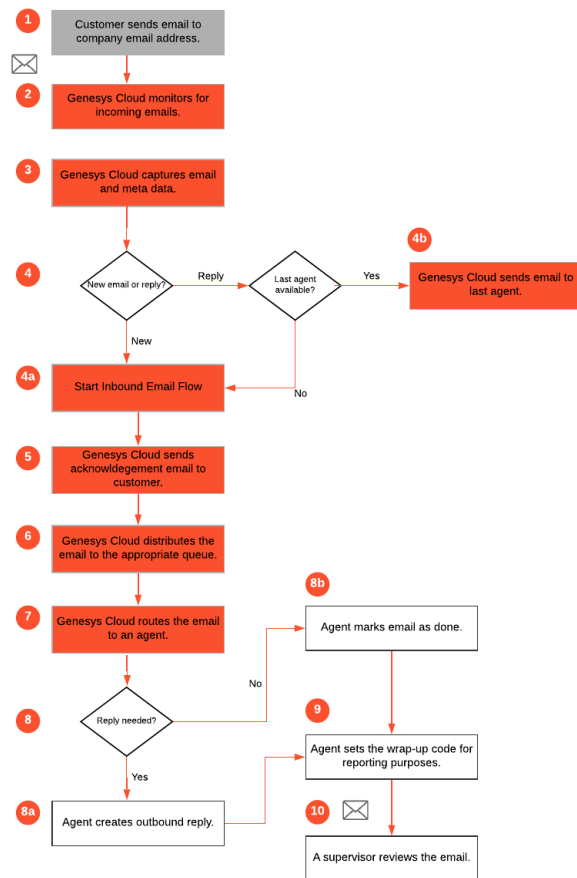 1
Customer sends email to
company email address.
2
Genesys Cloud monitors for
incoming emails.
3
Genesys Cloud captures email
and meta data.
4
New email or reply?
Reply
Last agent
available?
Yes
4b
Genesys Cloud sends email to
last agent.
New
No
4a
Start Inbound Email Flow
5
Genesys Cloud sends
acknowldegement email to
customer.
6
Genesys Cloud distributes the
email to the appropriate queue.
7
Genesys Cloud routes the email
to an agent.
8
Reply needed?
No
8b
Agent marks email as done.
Yes
8a
Agent creates outbound reply.
9
Agent sets the wrap-up code for
reporting purposes.
10
A supervisor reviews the email.